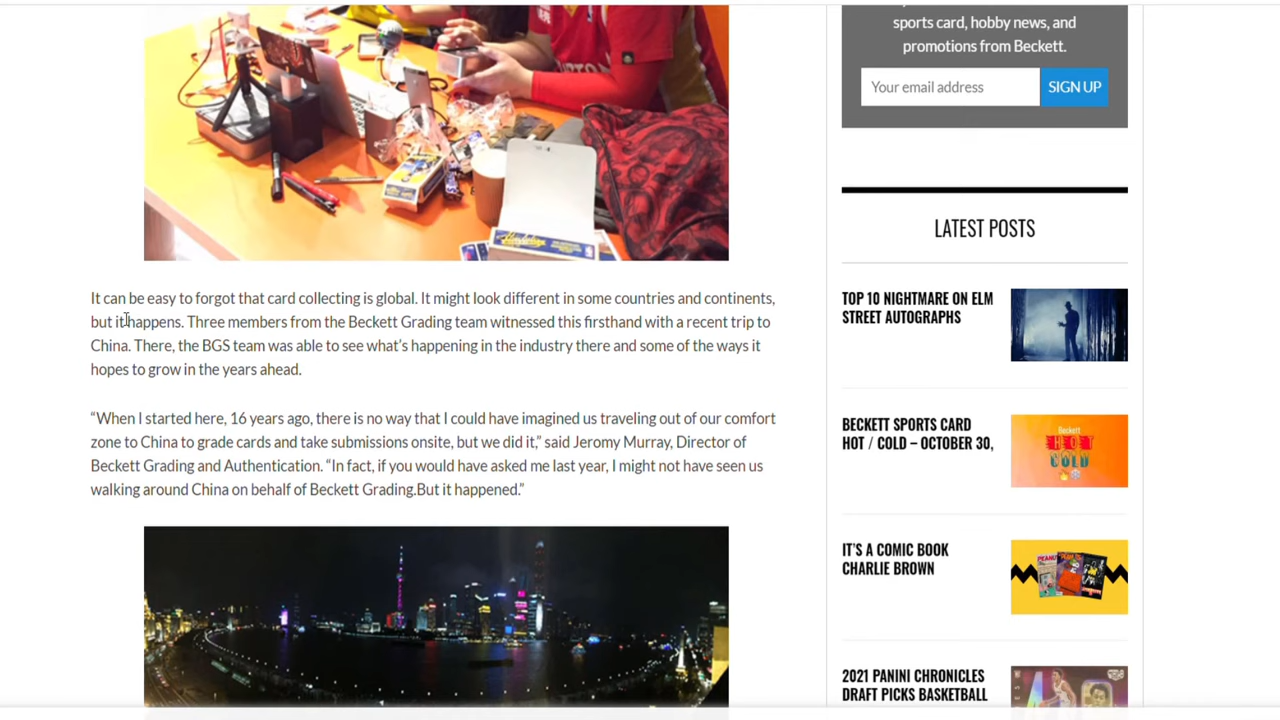 It can be easy to forgot that card collecting is global. It might look different in some countries and continents,
but it happens. Three members from the Beckett Grading team witnessed this firsthand with a recent trip to
China. There, the BGS team was able to see what’s happening in the industry there and some of the ways it
hopes to grow in the years ahead.
“When I started here, 16 years ago, there is no way that I could have imagined us traveling out of our comfort
zone to China to grade cards and take submissions onsite, but we did it,” said Jeromy Murray, Director of
Beckett Grading and Authentication. “In fact, if you would have asked me last year, I might not have seen us
walking around China on behalf of Beckett Grading.But it happened.”
sports card, hobby news, and
promotions from Beckett.
Your email address
SIGN UP
LATEST POSTS
TOP 10 NIGHTMARE ON ELM
STREET AUTOGRAPHS
BECKETT SPORTS CARD
HOT / COLD – OCTOBER 30,
Beckett
HOT
COLD
IT’S A COMIC BOOK
CHARLIE BROWN
2021 PANINI CHRONICLES
DRAFT PICKS BASKETBALL